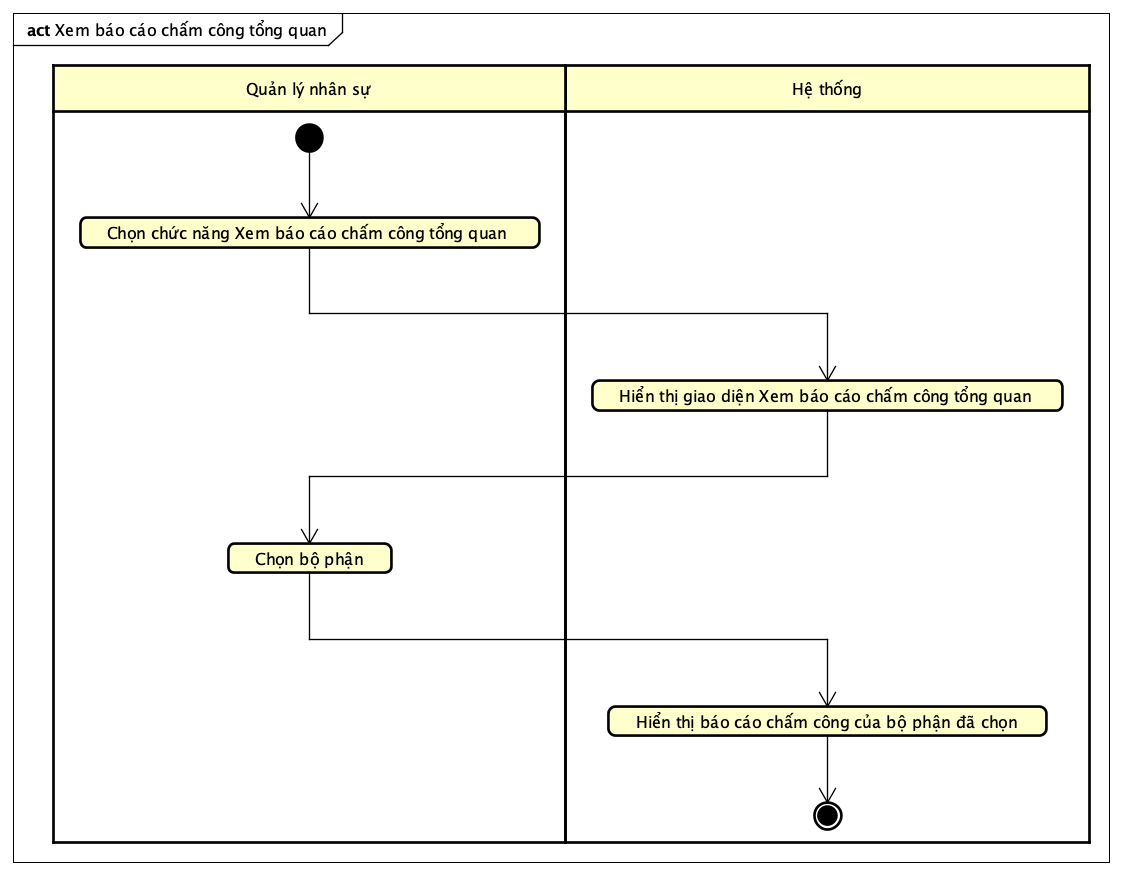 act Xem báo cáo chấm công tổng quan
Quản lý nhân sự
Hệ thống
Chọn chức năng Xem báo cáo chấm công tổng quan
Hiển thị giao diện Xem báo cáo chấm công tổng quan
Chọn bộ phận
Hiển thị báo cáo chấm công của bộ phận đã chọn